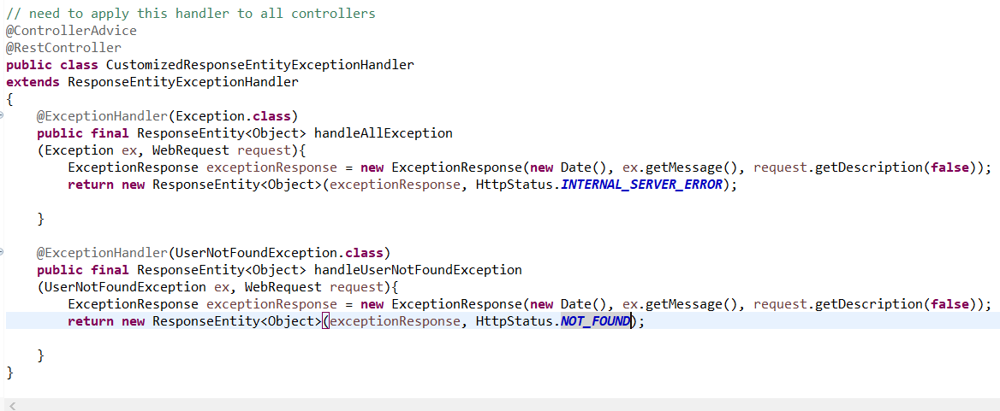 // need to apply this handler to all controllers
@ControllerAdvice
@RestController
public class CustomizedResponseEntityExceptionHandler
extends ResponseEntityExceptionHandler
{
    @ExceptionHandler(Exception.class)
    public final ResponseEntity<Object> handleAllException
    (Exception ex, WebRequest request){
        ExceptionResponse exceptionResponse = new ExceptionResponse(new Date(), ex.getMessage(), request.getDescription(false));
        return new ResponseEntity<Object>(exceptionResponse, HttpStatus.INTERNAL_SERVER_ERROR);
    }
    @ExceptionHandler(UserNotFoundException.class)
    public final ResponseEntity<Object> handleUserNotFoundException
    (UserNotFoundException ex, WebRequest request){
        ExceptionResponse exceptionResponse = new ExceptionResponse(new Date(), ex.getMessage(), request.getDescription(false));
        return new ResponseEntity<Object>(exceptionResponse, HttpStatus.NOT_FOUND);
    }
}